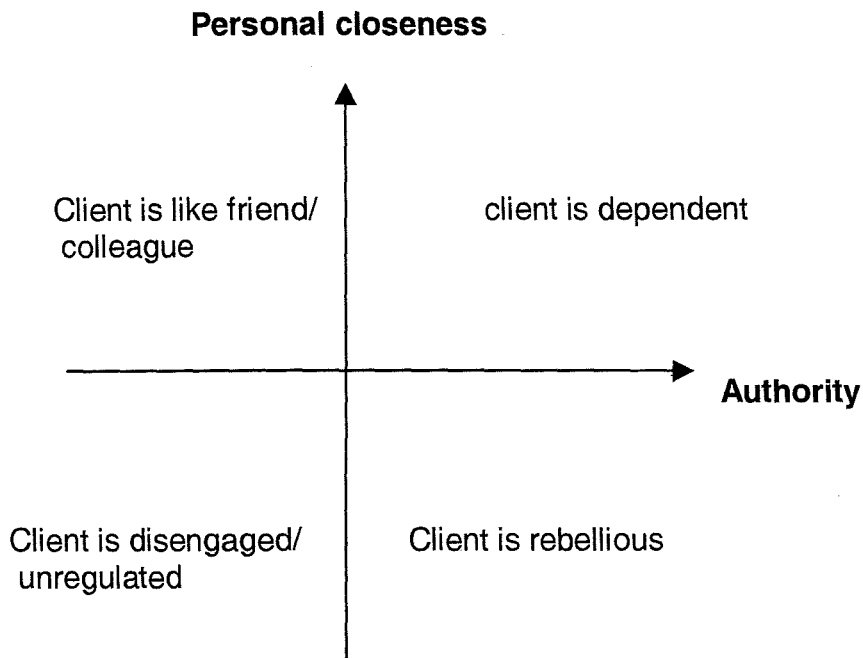 Personal closeness
Client is like friend/
colleague
client is dependent
Authority
Client is disengaged/
unregulated
Client is rebellious